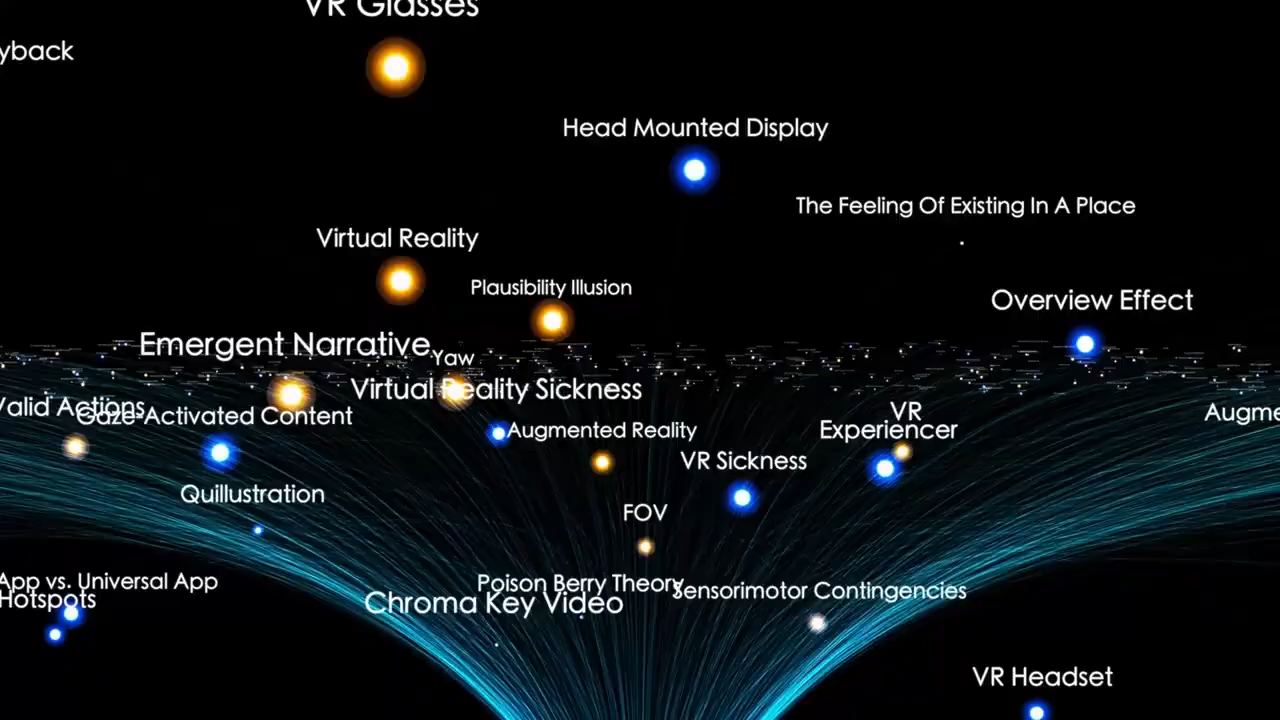 VR Glasses
yback
Head Mounted Display
The Feeling Of Existing In A Place
Virtual Reality
Plausibility Illusion
Overview Effect
Emergent Narrative
Yaw
Virtual Reality Sickness
Valid Actions
Gaze-Activated Content
VR
Experiencer
Augme
Augmented Reality
VR Sickness
Quillustration
FOV
App vs. Universal App
Hotspots
Poison Berry Theory
Sensorimotor Contingencies
Chroma Key Video
VR Headset